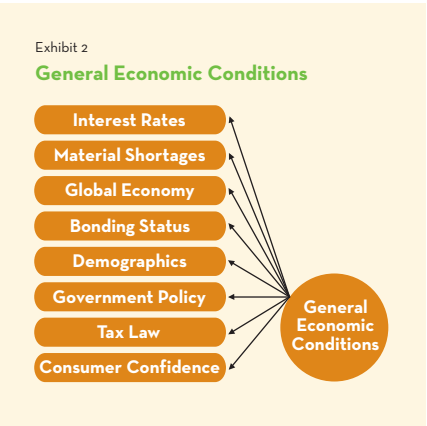 Exhibit 2
General Economic Conditions
Interest Rates
Material Shortages
Global Economy
Bonding Status
Demographics
Government Policy
Tax Law
Consumer Confidence
General
Economic
Conditions